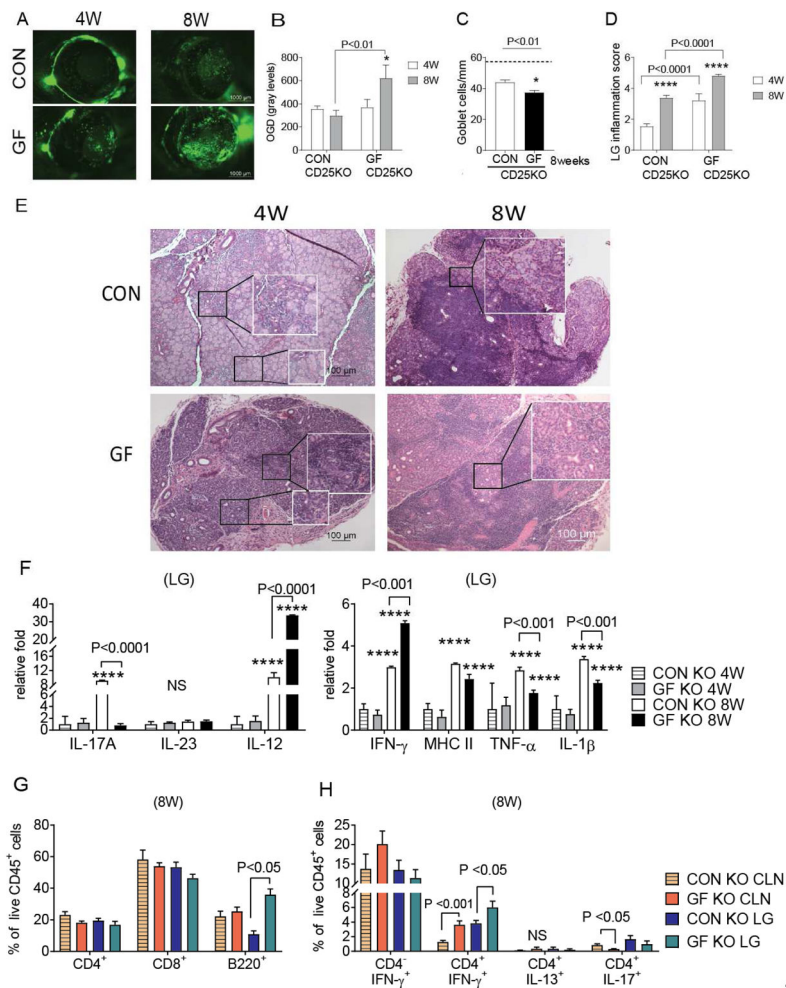 A
4W
8W
CON
GF
1000 µm
1000 µm
B
P<0.01
*
4W
8W
OGD (gray levels)
800
600
400
200
0
CON
GF
CD25KO
CD25KO
C
P<0.01
*
Goblet cells/mm
60
40
20
0
CON
GF
8weeks
CD25KO
D
P<0.0001
P<0.0001
****
****
4W
8W
LG inflammation score
6
4
2
0
CON
GF
CD25KO
CD25KO
E
4W
8W
CON
GF
100 µm
100 µm
100 µm
F
(LG)
relative fold
40
30
20
10
12
9
6
4
2
0
P<0.0001
****
NS
****
P<0.0001
****
IL-17A
IL-23
IL-12
(LG)
relative fold
6
4
2
0
P<0.001
****
****
****
****
P<0.001
****
****
P<0.001
****
****
IFN-γ
MHC II
TNF-α
IL-1β
CON KO 4W
GF KO 4W
CON KO 8W
GF KO 8W
G
(8W)
% of live CD45+ cells
80
60
40
20
0
P<0.05
CD4+
CD8+
B220+
H
(8W)
% of live CD45+ cells
25
20
15
10
8
6
4
2
0
P <0.001
P <0.05
NS
P <0.05
CD4-
IFN-γ+
CD4+
IFN-γ+
CD4+
IL-13+
CD4+
IL-17+
CON KO CLN
GF KO CLN
CON KO LG
GF KO LG